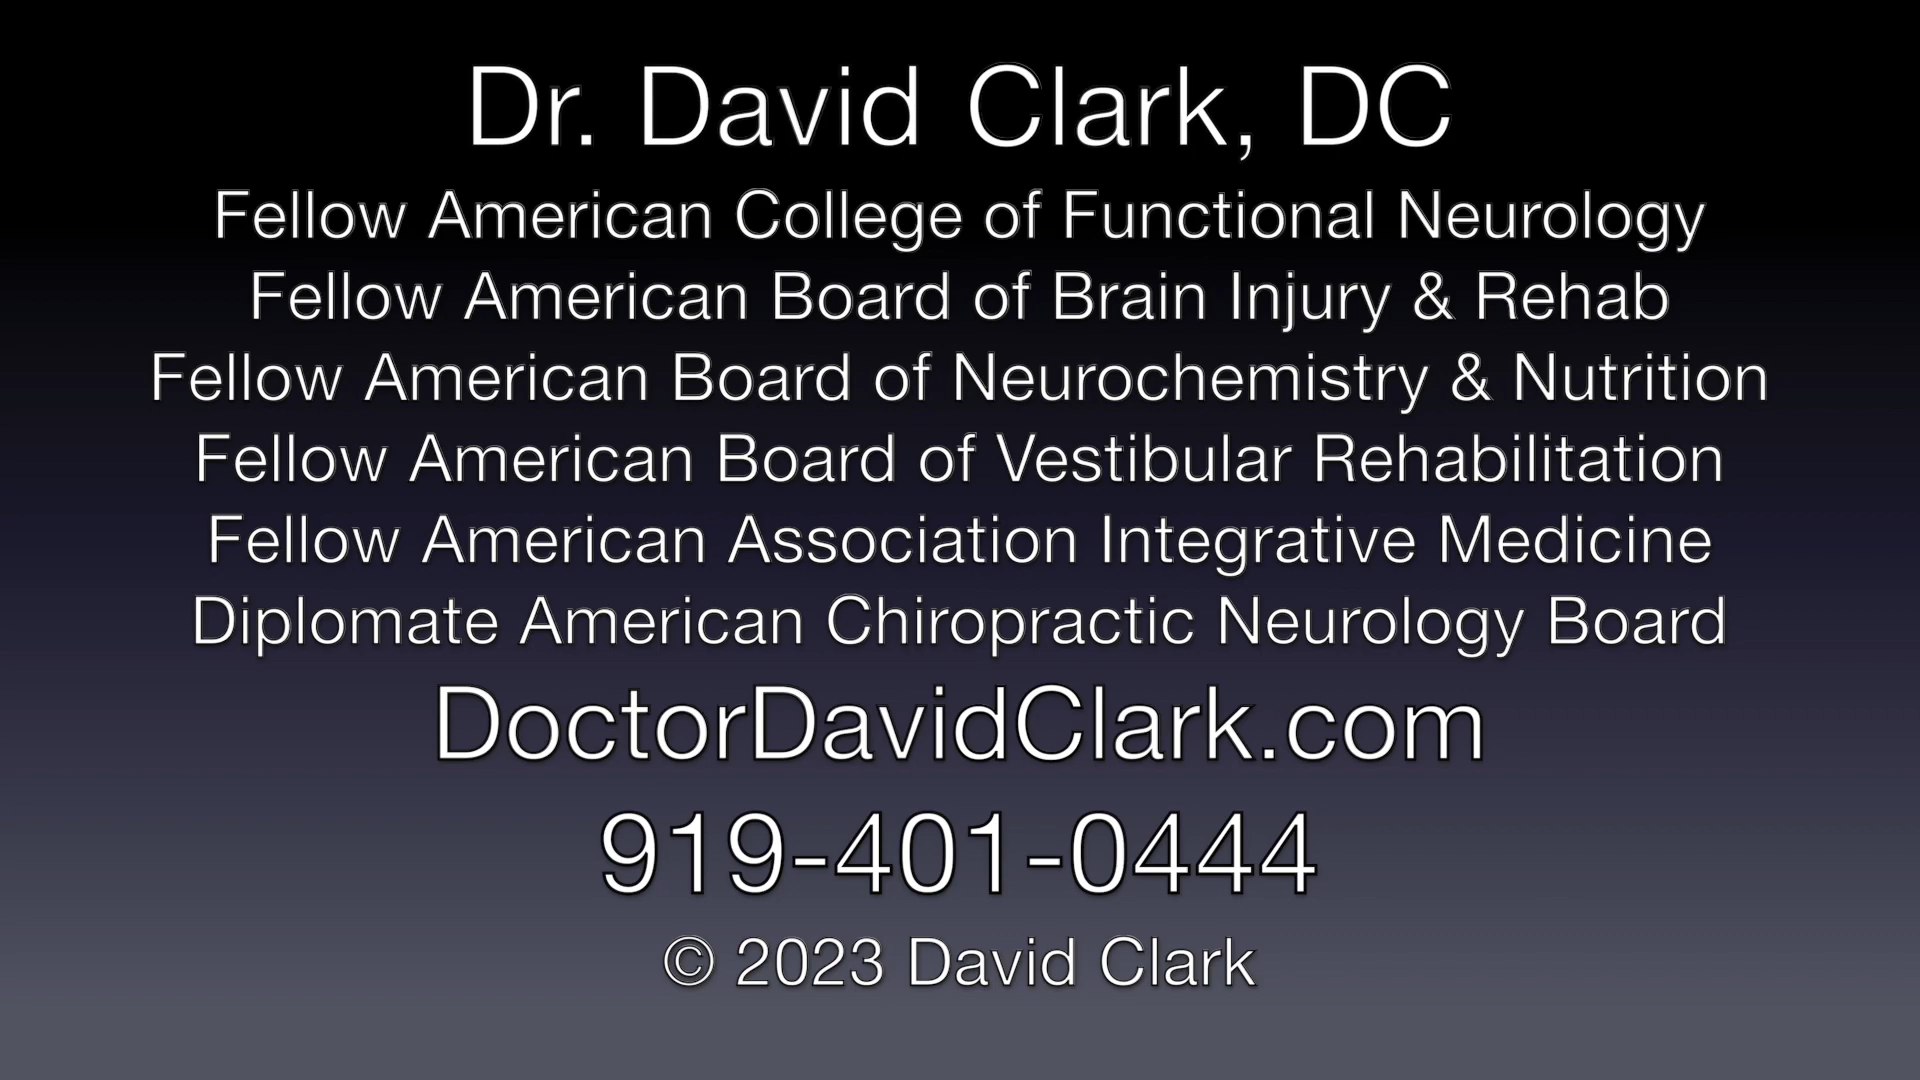 Dr. David Clark, DC
Fellow American College of Functional Neurology
Fellow American Board of Brain Injury & Rehab
Fellow American Board of Neurochemistry & Nutrition
Fellow American Board of Vestibular Rehabilitation
Fellow American Association Integrative Medicine
Diplomate American Chiropractic Neurology Board
DoctorDavidClark.com
919-401-0444
© 2023 David Clark